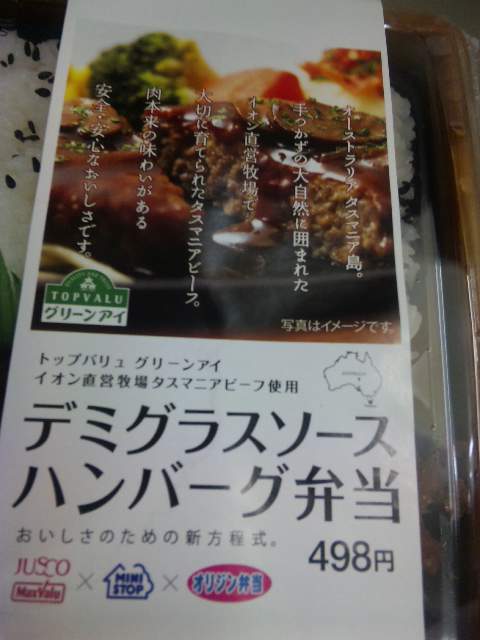 オーストラリア タスマニア島。
手つかずの大自然に囲まれた
イオン直営牧場で
大切に育てられたタスマニアビーフ。
肉本来の味わいがある
安全・安心なおいしさです。
TOPVALU
グリーンアイ
写真はイメージです。
トップバリュ グリーンアイ
イオン直営牧場タスマニアビーフ使用
デミグラスソース
ハンバーグ弁当
おいしさのための新方程式。
498円
JUSCO
MaxValu
×
MINI
STOP
×
オリジン弁当